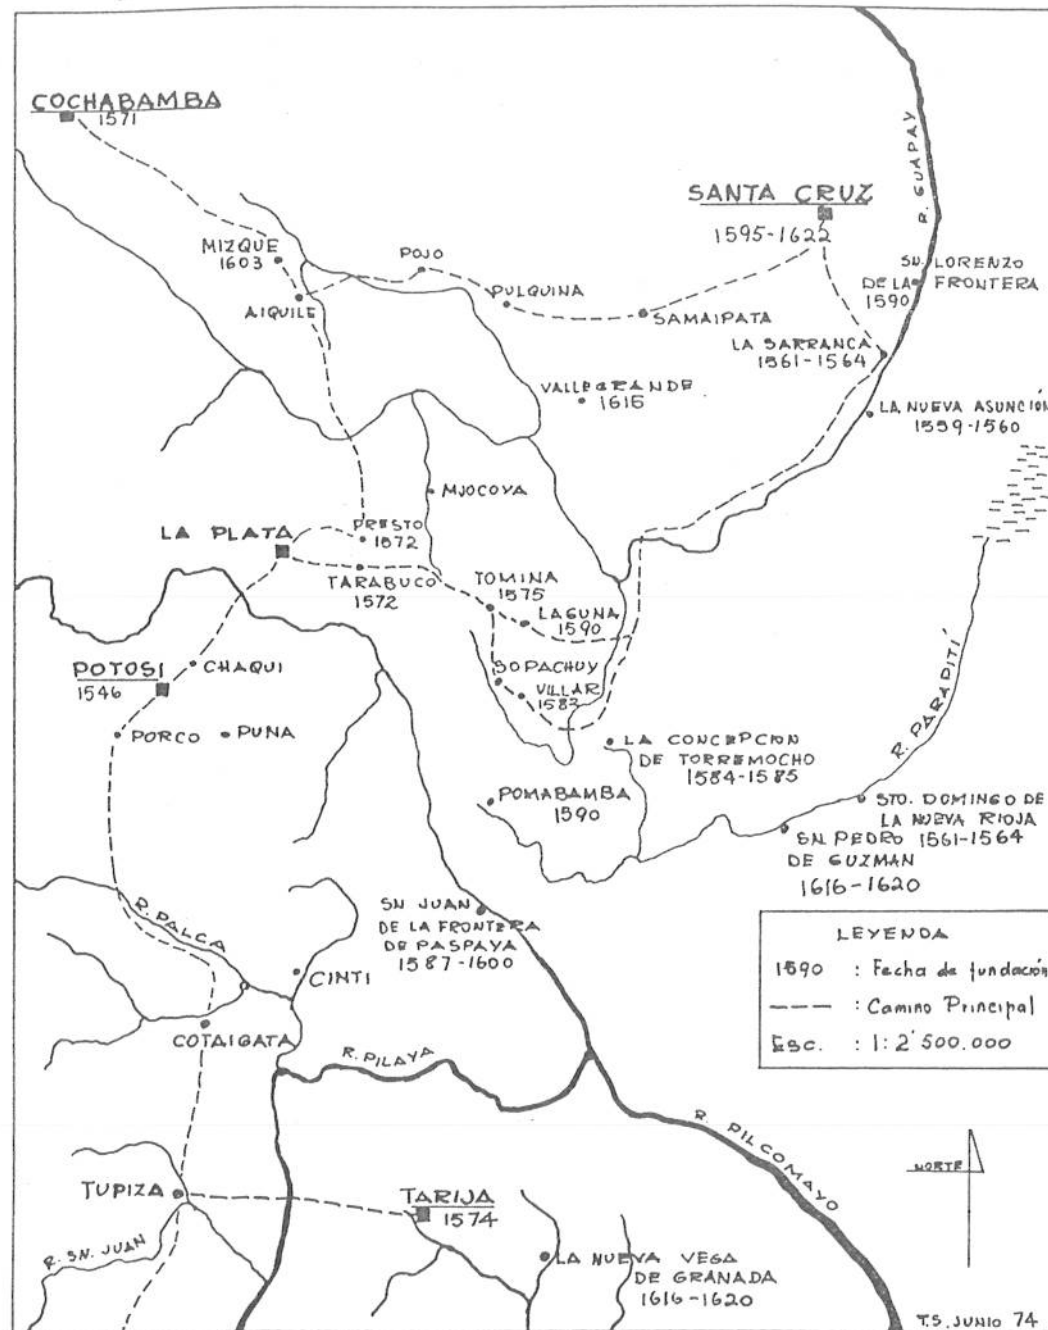 COCHABAMBA
1571
R. GUAPAY
SANTA CRUZ
1595-1622
MIZQUE
1603
POJO
SN. LORENZO
DE LA FRONTERA
1590
AIQUILE
PULQUINA
SAMAIPATA
LA BARRANCA
1561-1564
VALLEGRANDE
1615
LA NUEVA ASUNCIÓN
1559-1560
MJOCOYA
LA PLATA
PRESTO
1572
TARABUCO
1572
TOMINA
1575
LAGUNA
1590
POTOSI
1546
CHAQUI
SOPACHUY
VILLAR
1582
R. PARADITÍ
PORCO
PUNA
LA CONCEPCION
DE TORREMOCHO
1584-1585
POMABAMBA
1590
STO. DOMINGO DE
LA NUEVA RIOJA
1561-1564
SN. PEDRO
DE GUZMAN
1616-1620
R. PALCA
SN JUAN
DE LA FRONTERA
DE PASPAYA
1587-1600
CINTI
LEYENDA
1590 : Fecha de fundación
--- : Camino Principal
Esc. : 1:2'500.000
COTAIGATA
R. PILAYA
R. PILCOMAYO
NORTE
TUPIZA
TARIJA
1574
R. SN. JUAN
LA NUEVA VEGA
DE GRANADA
1616-1620
T.S. JUNIO 74